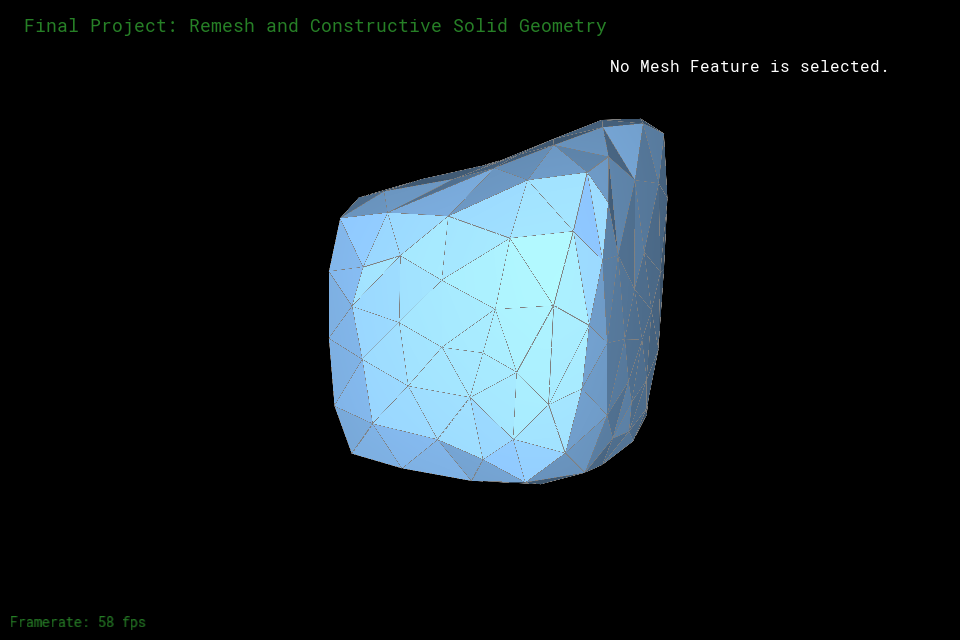 Final Project: Remesh and Constructive Solid Geometry
No Mesh Feature is selected.
Framerate: 58 fps